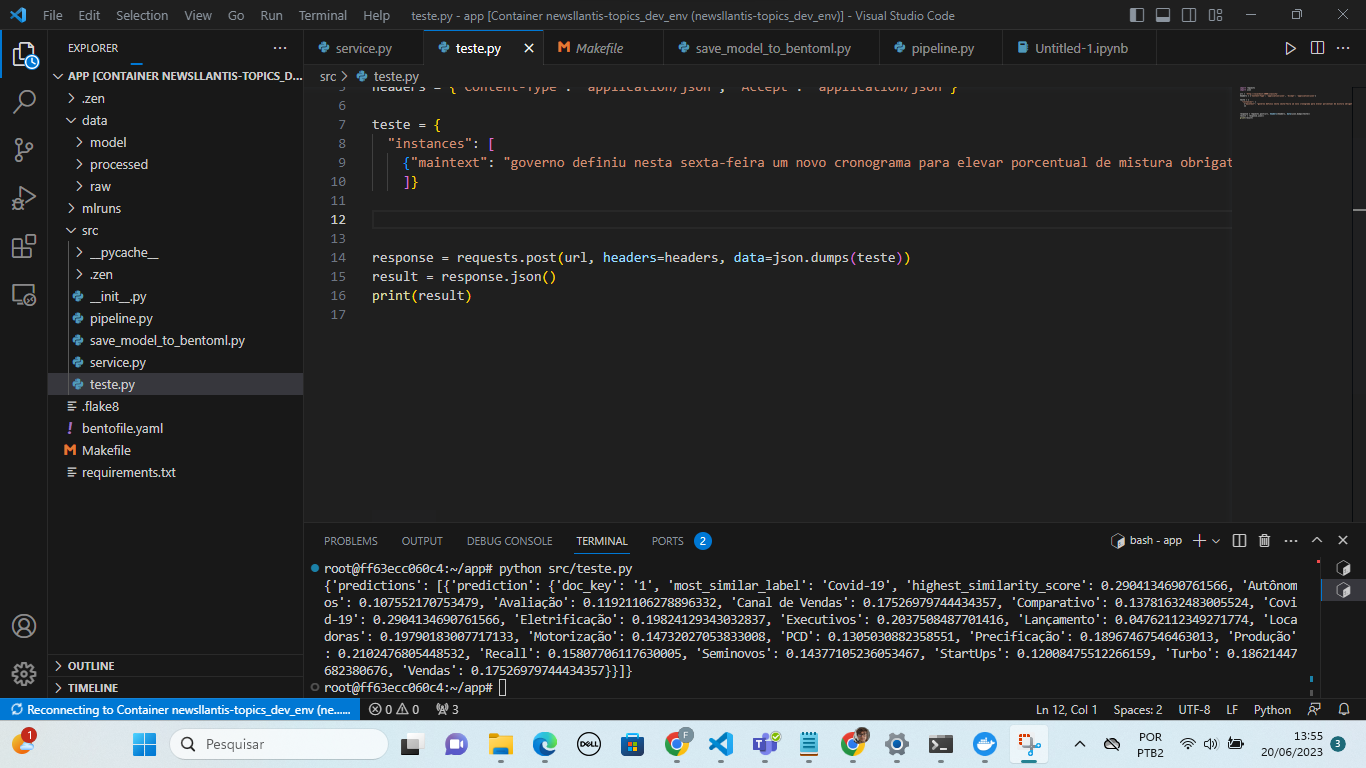 File Edit Selection View Go Run Terminal Help teste.py - app [Container newsllantis-topics_dev_env (newsllantis-topics_dev_env)] - Visual Studio Code
EXPLORER
service.py teste.py Makefile save_model_to_bentoml.py pipeline.py Untitled-1.ipynb
APP [CONTAINER NEWSLLANTIS-TOPICS_D...
src > teste.py
.zen
data
model
processed
raw
mlruns
src
__pycache__
.zen
__init__.py
pipeline.py
save_model_to_bentoml.py
service.py
teste.py
.flake8
bentofile.yaml
Makefile
requirements.txt
OUTLINE
TIMELINE
5 headers = {"Content-Type": "application/json", "Accept": "application/json"}
6
7 teste = {
8 "instances": [
9 {"maintext": "governo definiu nesta sexta-feira um novo cronograma para elevar porcentual de mistura obrigat
10 ]}
11
12
13
14 response = requests.post(url, headers=headers, data=json.dumps(teste))
15 result = response.json()
16 print(result)
17
PROBLEMS OUTPUT DEBUG CONSOLE TERMINAL PORTS 2 bash - app
root@ff63ecc060c4:~/app# python src/teste.py
{'predictions': [{'prediction': {'doc_key': '1', 'most_similar_label': 'Covid-19', 'highest_similarity_score': 0.2904134690761566, 'Autônom
os': 0.107552170753479, 'Avaliação': 0.11921106278896332, 'Canal de Vendas': 0.17526979744434357, 'Comparativo': 0.13781632483005524, 'Covi
d-19': 0.2904134690761566, 'Eletrificação': 0.19824129343032837, 'Executivos': 0.2037508487701416, 'Lançamento': 0.04762112349271774, 'Loca
doras': 0.19790183007717133, 'Motorização': 0.14732027053833008, 'PCD': 0.1305030882358551, 'Precificação': 0.18967467546463013, 'Produção'
: 0.2102476805448532, 'Recall': 0.15807706117630005, 'Seminovos': 0.14377105236053467, 'StartUps': 0.12008475512266159, 'Turbo': 0.18621447
682380676, 'Vendas': 0.17526979744434357}}]}
root@ff63ecc060c4:~/app#
Reconnecting to Container newsllantis-topics_dev_env (ne...... 0 0 3 Ln 12, Col 1 Spaces: 2 UTF-8 LF Python
1 Pesquisar DELL F POR PTB2 13:55 20/06/2023 3